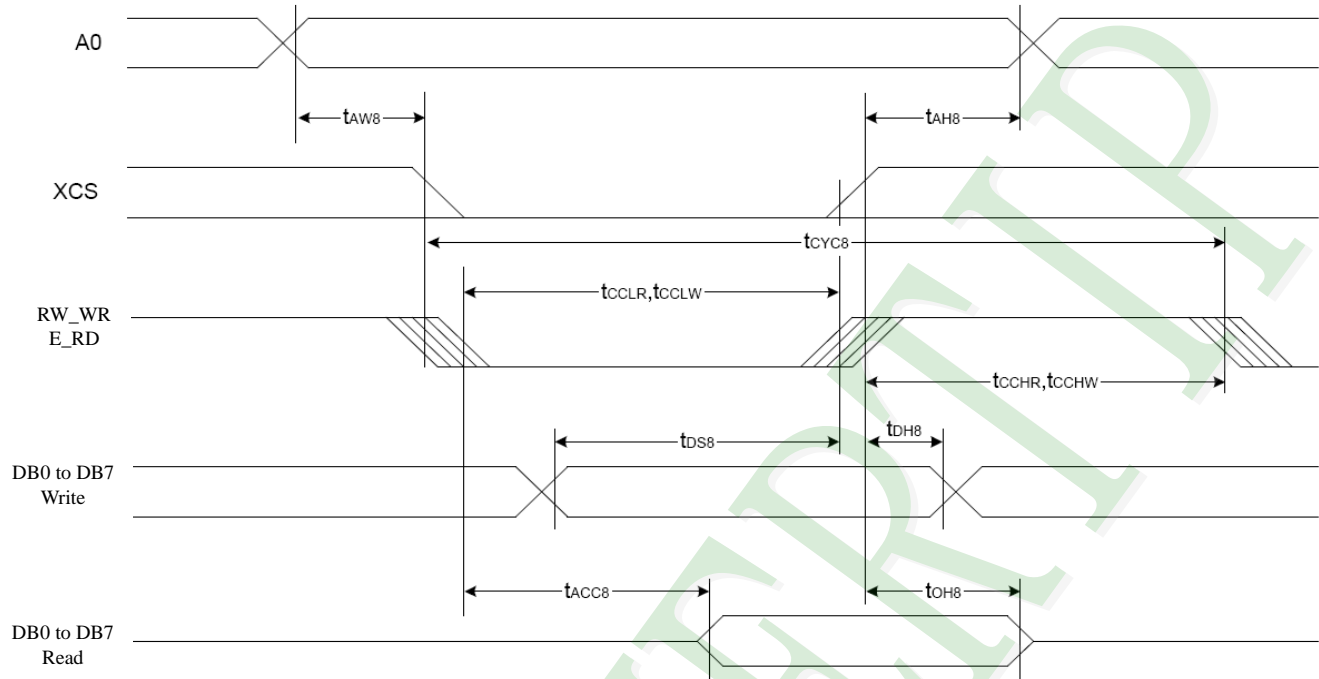 A0
tAW8
tAH8
XCS
tCYC8
tCCLR,tCCLW
RW_WR
E_RD
tCCHR,tCCHW
tDS8
tDH8
DB0 to DB7
Write
tACC8
tOH8
DB0 to DB7
Read